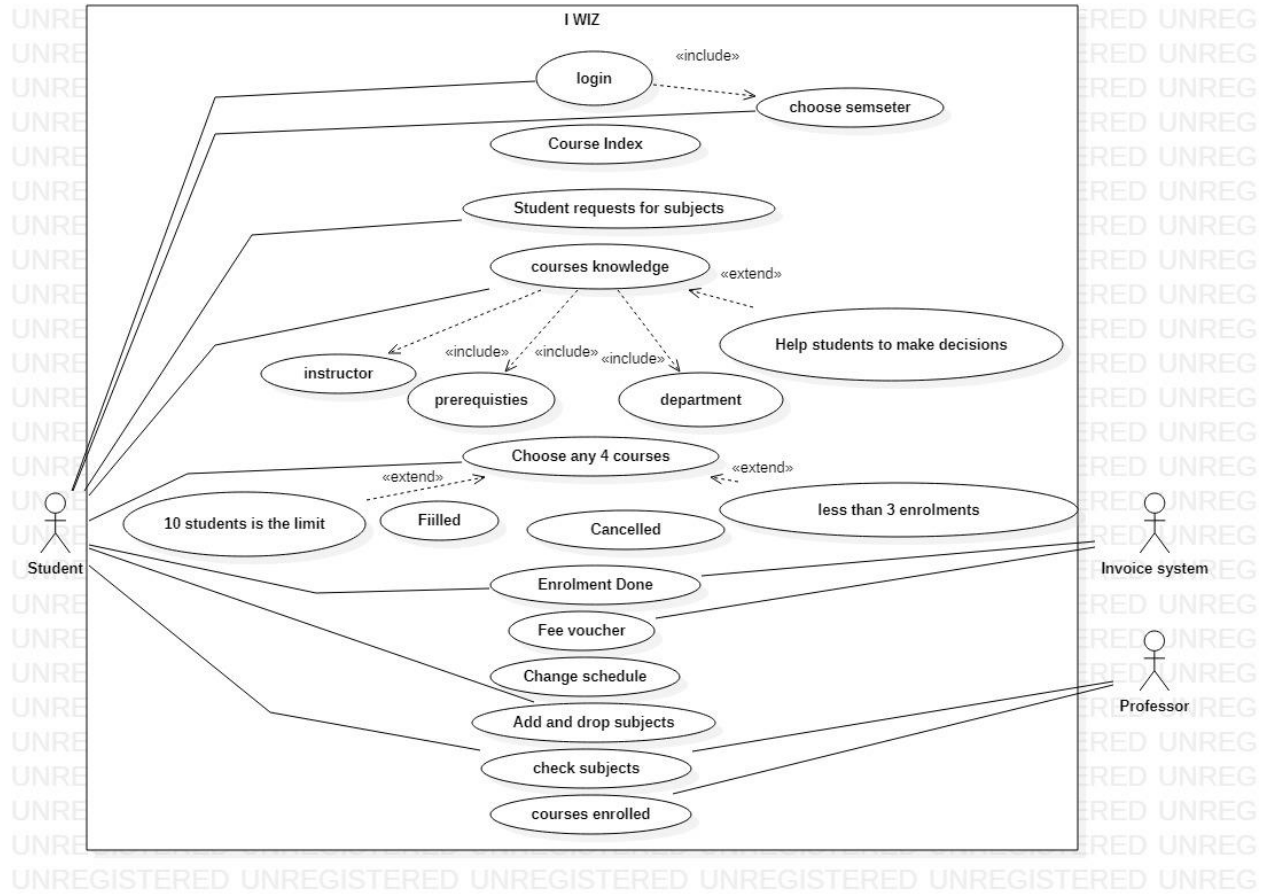 I WIZ
«include»
login
choose semseter
Course Index
Student requests for subjects
courses knowledge
«extend»
Help students to make decisions
«include»
«include»
«include»
instructor
prerequisties
department
Choose any 4 courses
«extend»
«extend»
10 students is the limit
Fiilled
Cancelled
less than 3 enrolments
Student
Enrolment Done
Invoice system
Fee voucher
Change schedule
Professor
Add and drop subjects
check subjects
courses enrolled
UNREGISTERED UNREGISTERED UNREGISTERED UNREGISTERED UNREGISTERED UNREG